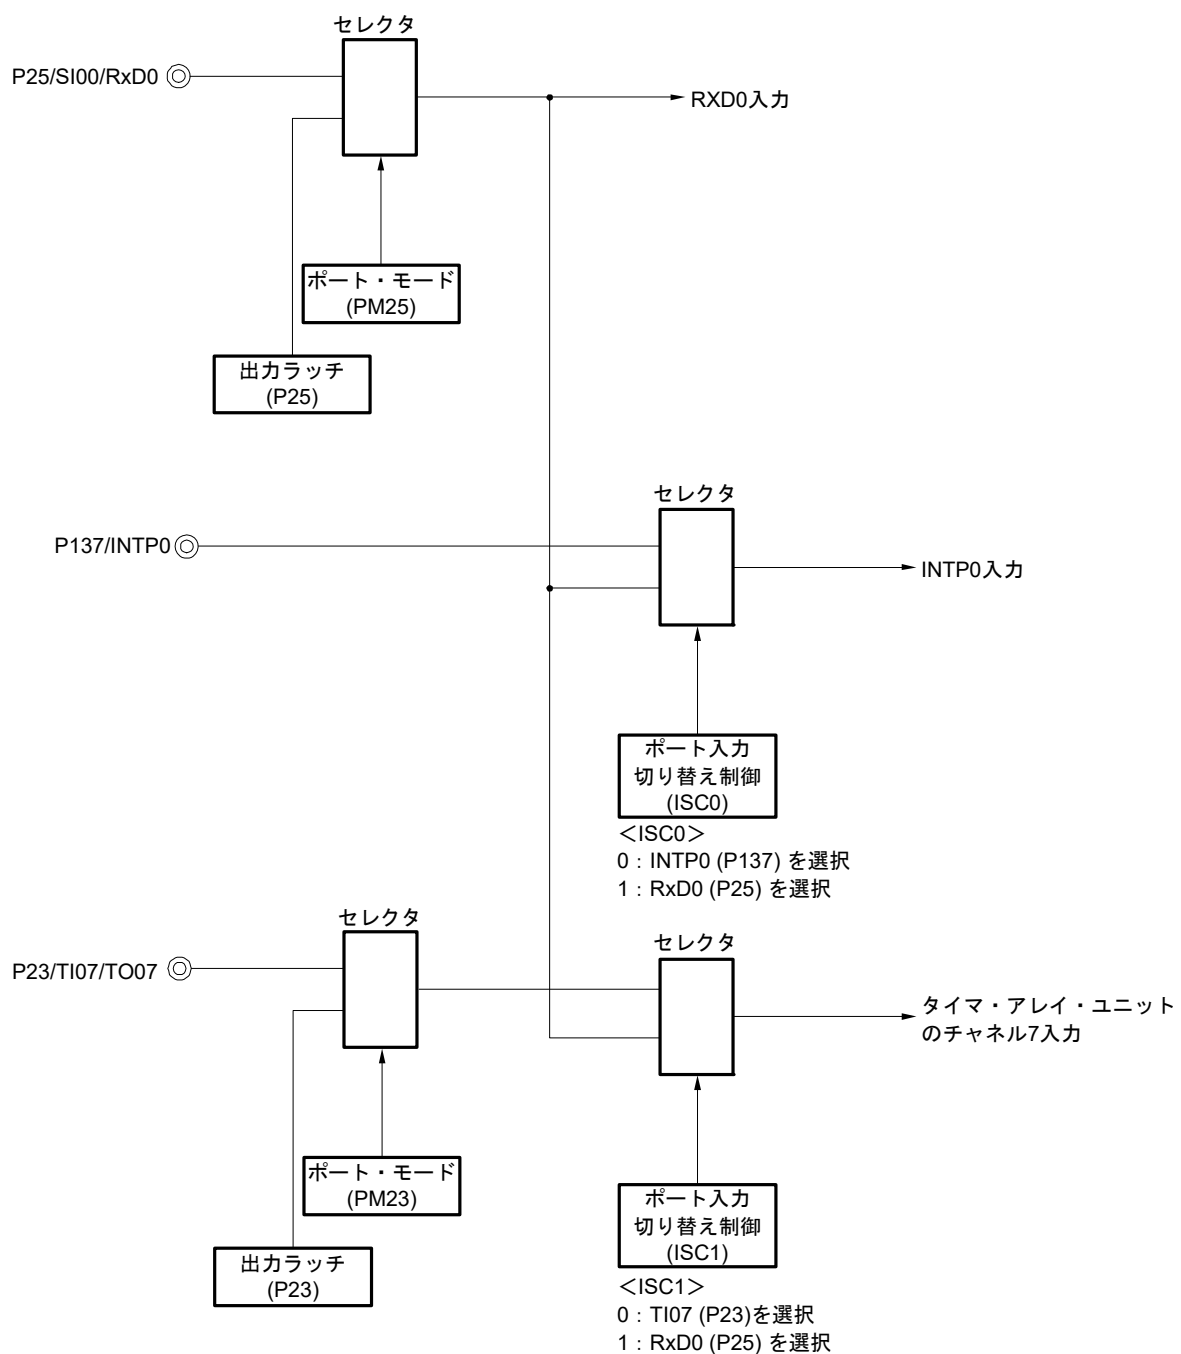 セレクタ
P25/SI00/RxD0
RXD0入力
ポート・モード
(PM25)
出力ラッチ
(P25)
セレクタ
P137/INTP0
INTP0入力
ポート入力
切り替え制御
(ISC0)
<ISC0>
0:INTP0 (P137) を選択
1:RxD0 (P25) を選択
セレクタ
P23/TI07/TO07
セレクタ
タイマ・アレイ・ユニット
のチャネル7入力
ポート・モード
(PM23)
出力ラッチ
(P23)
ポート入力
切り替え制御
(ISC1)
<ISC1>
0:TI07 (P23)を選択
1:RxD0 (P25) を選択